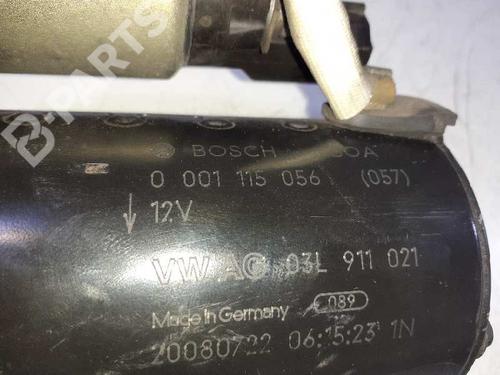 B-PARTS
BOSCH
0 001 115 056 (057)
12V
VW AG 03L 911 021
Made in Germany 089
20080722 06:15:23 1N